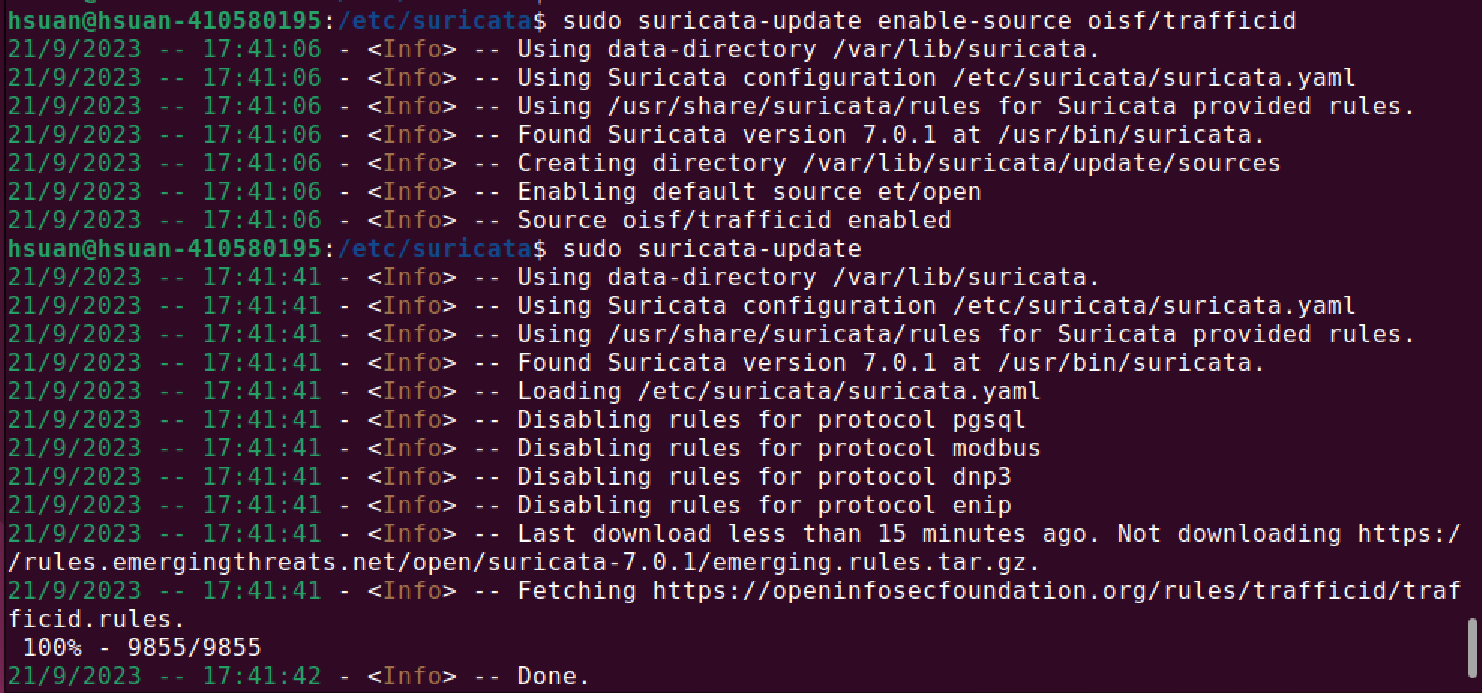 hsuan@hsuan-410580195:/etc/suricata$ sudo suricata-update enable-source oisf/trafficid
21/9/2023 -- 17:41:06 - <Info> -- Using data-directory /var/lib/suricata.
21/9/2023 -- 17:41:06 - <Info> -- Using Suricata configuration /etc/suricata/suricata.yaml
21/9/2023 -- 17:41:06 - <Info> -- Using /usr/share/suricata/rules for Suricata provided rules.
21/9/2023 -- 17:41:06 - <Info> -- Found Suricata version 7.0.1 at /usr/bin/suricata.
21/9/2023 -- 17:41:06 - <Info> -- Creating directory /var/lib/suricata/update/sources
21/9/2023 -- 17:41:06 - <Info> -- Enabling default source et/open
21/9/2023 -- 17:41:06 - <Info> -- Source oisf/trafficid enabled
hsuan@hsuan-410580195:/etc/suricata$ sudo suricata-update
21/9/2023 -- 17:41:41 - <Info> -- Using data-directory /var/lib/suricata.
21/9/2023 -- 17:41:41 - <Info> -- Using Suricata configuration /etc/suricata/suricata.yaml
21/9/2023 -- 17:41:41 - <Info> -- Using /usr/share/suricata/rules for Suricata provided rules.
21/9/2023 -- 17:41:41 - <Info> -- Found Suricata version 7.0.1 at /usr/bin/suricata.
21/9/2023 -- 17:41:41 - <Info> -- Loading /etc/suricata/suricata.yaml
21/9/2023 -- 17:41:41 - <Info> -- Disabling rules for protocol pgsql
21/9/2023 -- 17:41:41 - <Info> -- Disabling rules for protocol modbus
21/9/2023 -- 17:41:41 - <Info> -- Disabling rules for protocol dnp3
21/9/2023 -- 17:41:41 - <Info> -- Disabling rules for protocol enip
21/9/2023 -- 17:41:41 - <Info> -- Last download less than 15 minutes ago. Not downloading https:/
/rules.emergingthreats.net/open/suricata-7.0.1/emerging.rules.tar.gz.
21/9/2023 -- 17:41:41 - <Info> -- Fetching https://openinfosecfoundation.org/rules/trafficid/traf
ficid.rules.
100% - 9855/9855
21/9/2023 -- 17:41:42 - <Info> -- Done.